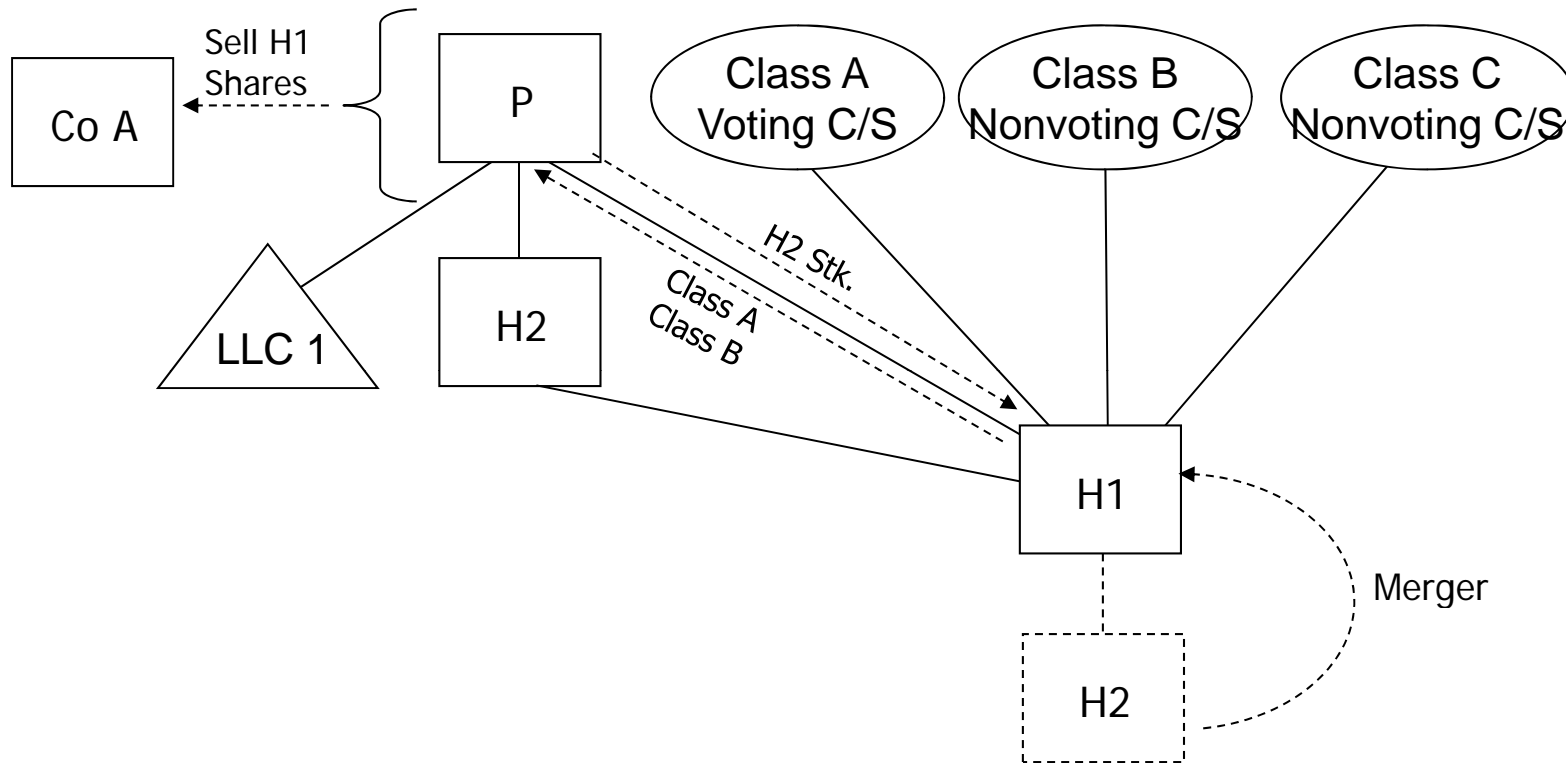 Sell H1
Shares
Co A
P
Class A
Voting C/S
Class B
Nonvoting C/S
Class C
Nonvoting C/S
H2 Stk.
Class A
Class B
LLC 1
H2
H1
Merger
H2